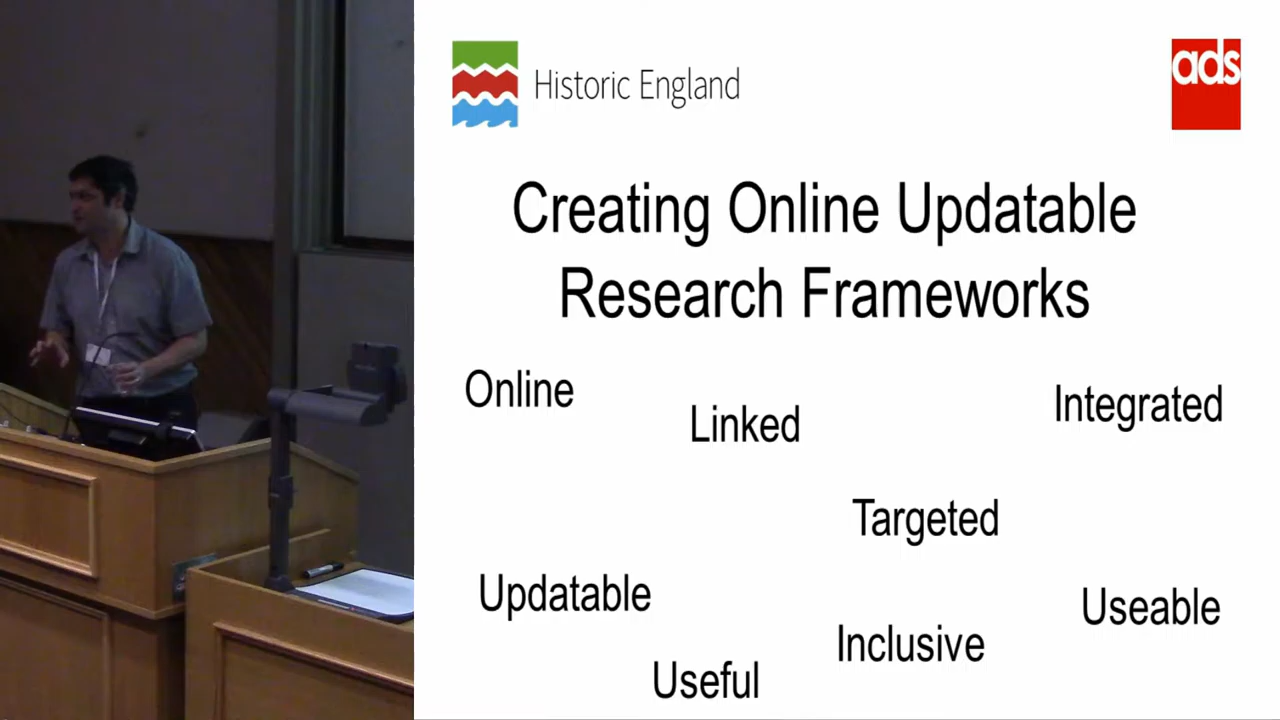 Historic England
ads
Creating Online Updatable
Research Frameworks
Online
Linked
Integrated
Targeted
Updatable
Useable
Inclusive
Useful